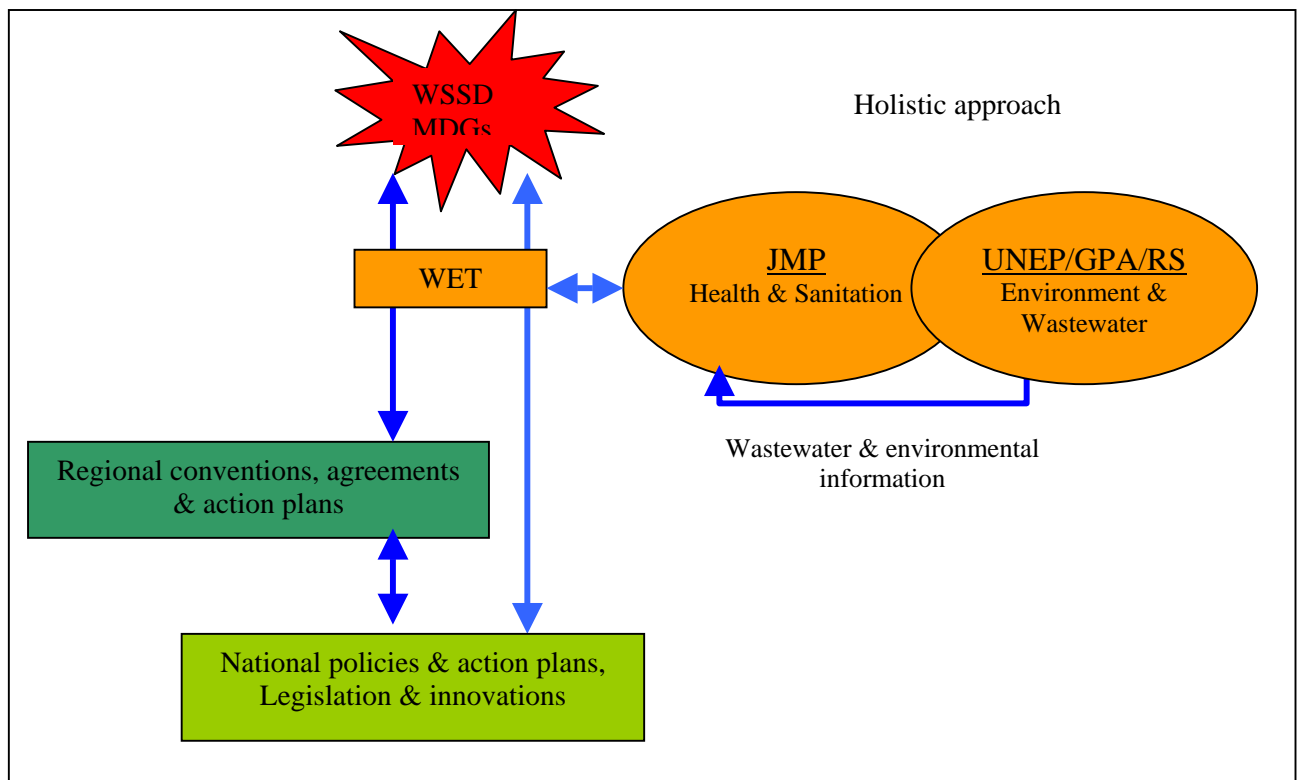 WSSD
MDGs
Holistic approach
WET
JMP
Health & Sanitation
UNEP/GPA/RS
Environment &
Wastewater
Wastewater & environmental
information
Regional conventions, agreements
& action plans
National policies & action plans,
Legislation & innovations